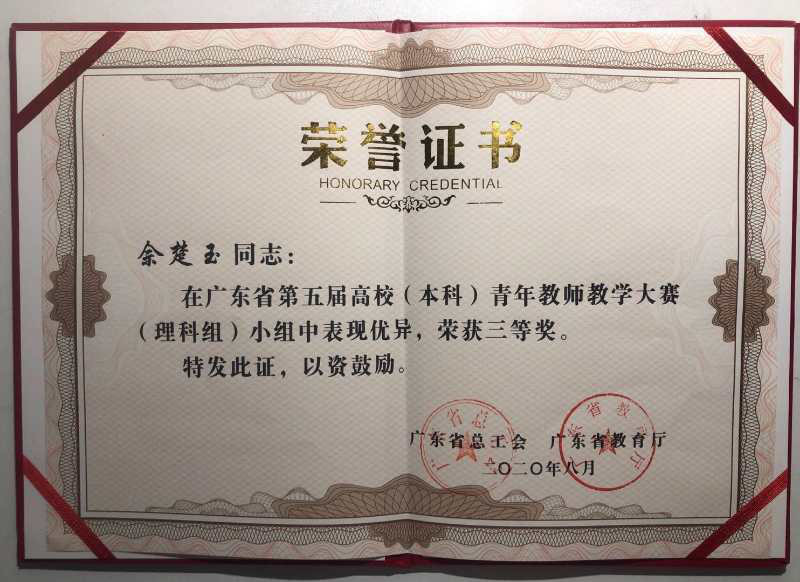 荣誉证书
HONORARY CREDENTIAL
余楚玉 同志：
在广东省第五届高校（本科）青年教师教学大赛
（理科组）小组中表现优异，荣获三等奖。
特发此证，以资鼓励。
广东省总工会 广东省教育厅
二〇二〇年八月